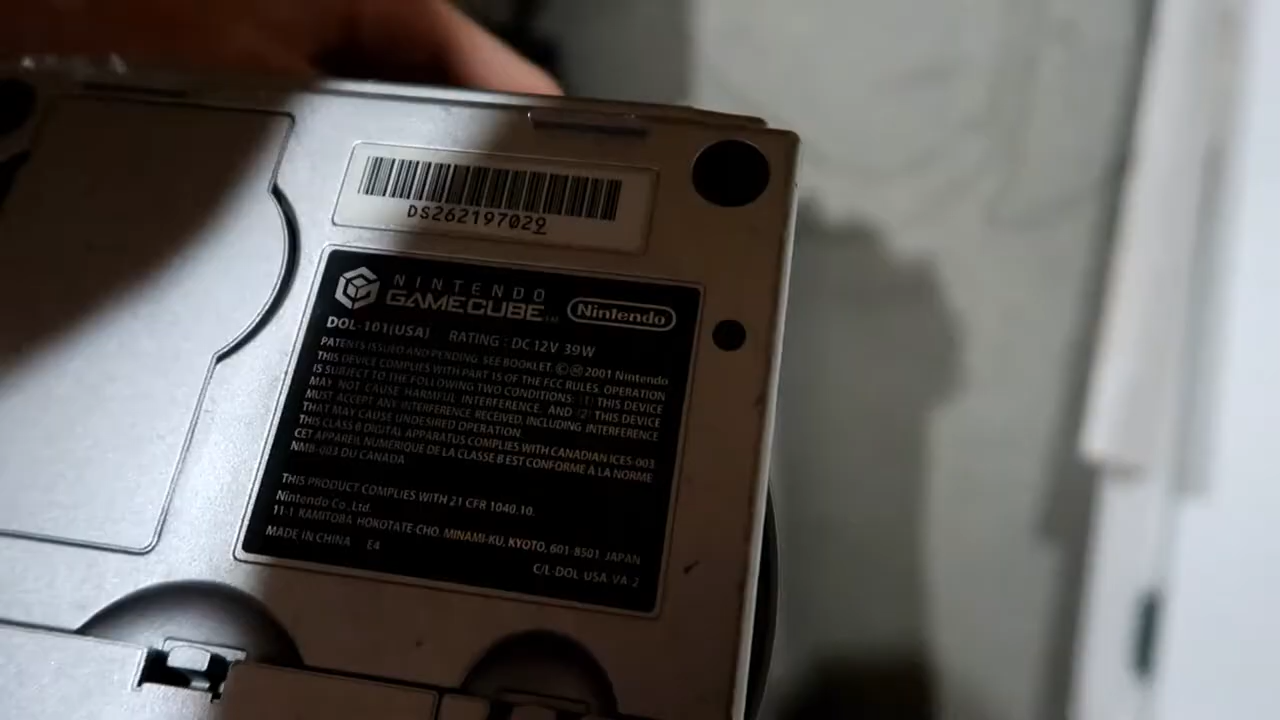 DS262197029
NINTENDO
GAMECUBE™
Nintendo
DOL-101(USA) RATING : DC 12V 39W
PATENTS ISSUED AND PENDING. SEE BOOKLET. ©Ⓜ 2001 Nintendo
THIS DEVICE COMPLIES WITH PART 15 OF THE FCC RULES. OPERATION
IS SUBJECT TO THE FOLLOWING TWO CONDITIONS: (1) THIS DEVICE
MAY NOT CAUSE HARMFUL INTERFERENCE, AND (2) THIS DEVICE
MUST ACCEPT ANY INTERFERENCE RECEIVED, INCLUDING INTERFERENCE
THAT MAY CAUSE UNDESIRED OPERATION.
THIS CLASS B DIGITAL APPARATUS COMPLIES WITH CANADIAN ICES-003
CET APPAREIL NUMERIQUE DE LA CLASSE B EST CONFORME À LA NORME
NMB-003 DU CANADA
THIS PRODUCT COMPLIES WITH 21 CFR 1040.10.
Nintendo Co., Ltd.
11-1 KAMITOBA HOKOTATE-CHO, MINAMI-KU, KYOTO, 601-8501 JAPAN
MADE IN CHINA E4
C/L-DOL USA VA-2